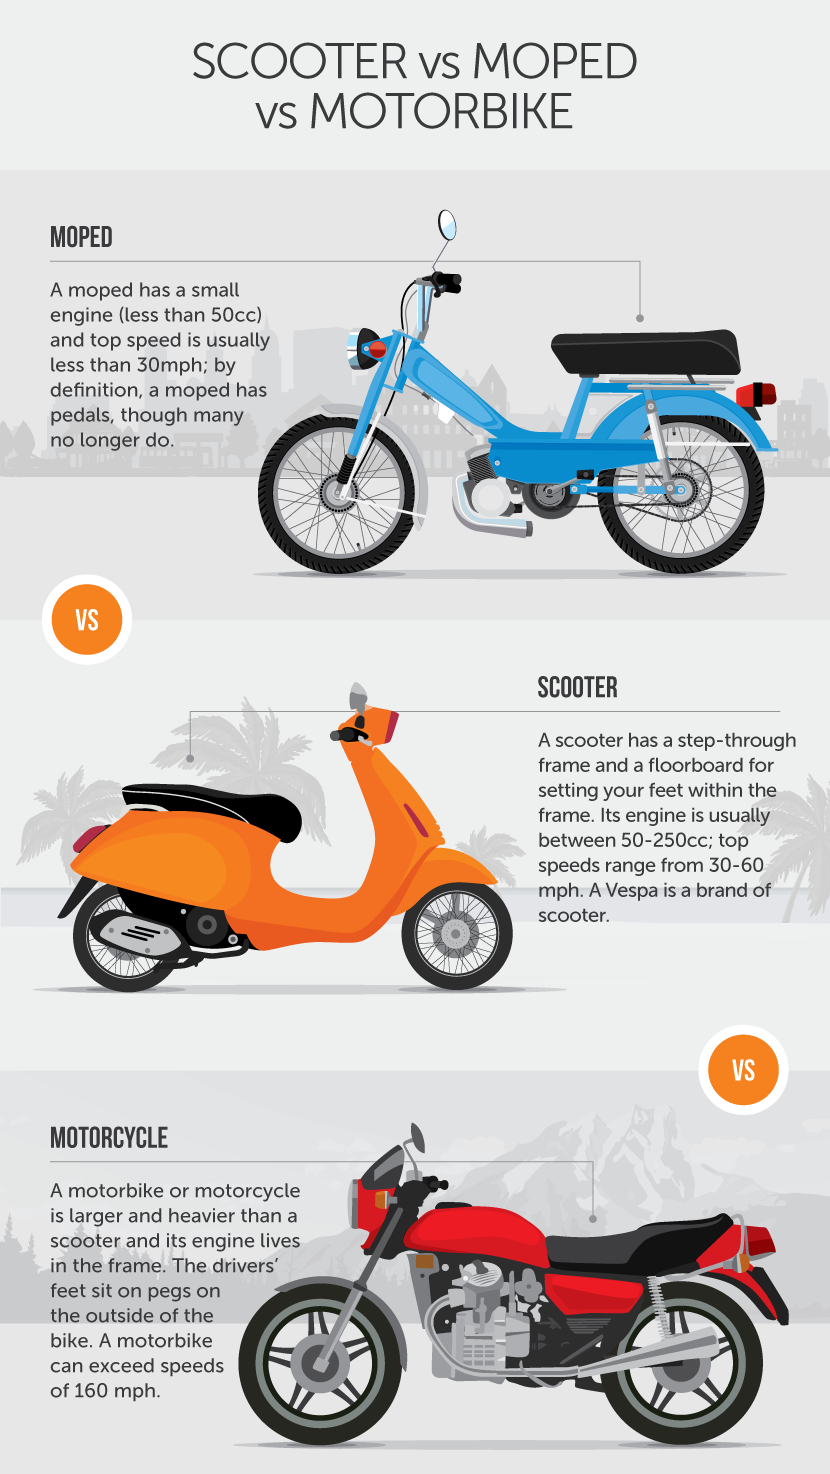 SCOOTER vs MOPED
vs MOTORBIKE
MOPED
A moped has a small
engine (less than 50cc)
and top speed is usually
less than 30mph; by
definition, a moped has
pedals, though many
no longer do.
VS
SCOOTER
A scooter has a step-through
frame and a floorboard for
setting your feet within the
frame. Its engine is usually
between 50-250cc; top
speeds range from 30-60
mph. A Vespa is a brand of
scooter.
VS
MOTORCYCLE
A motorbike or motorcycle
is larger and heavier than a
scooter and its engine lives
in the frame. The drivers’
feet sit on pegs on
the outside of the
bike. A motorbike
can exceed speeds
of 160 mph.